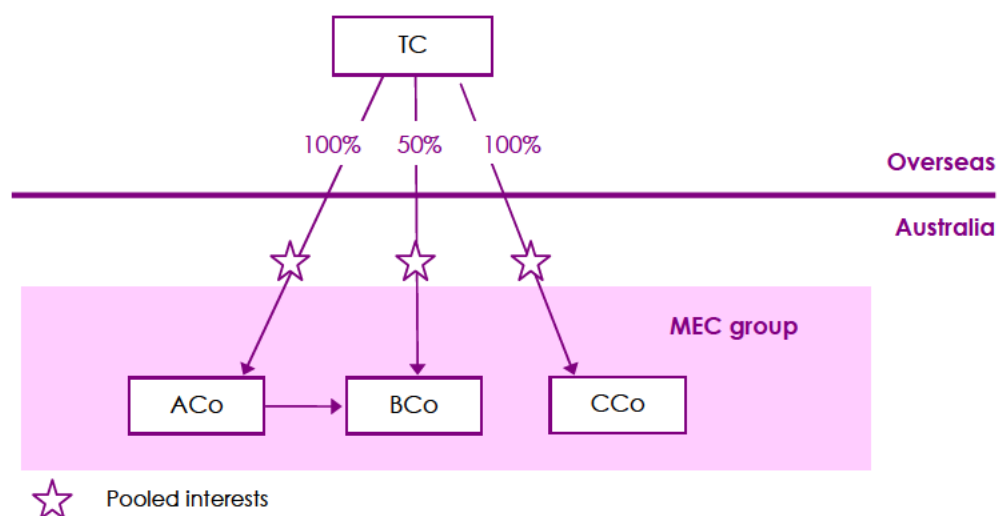 TC
100%
50%
100%
Overseas
Australia
MEC group
ACo
BCo
CCo
Pooled interests